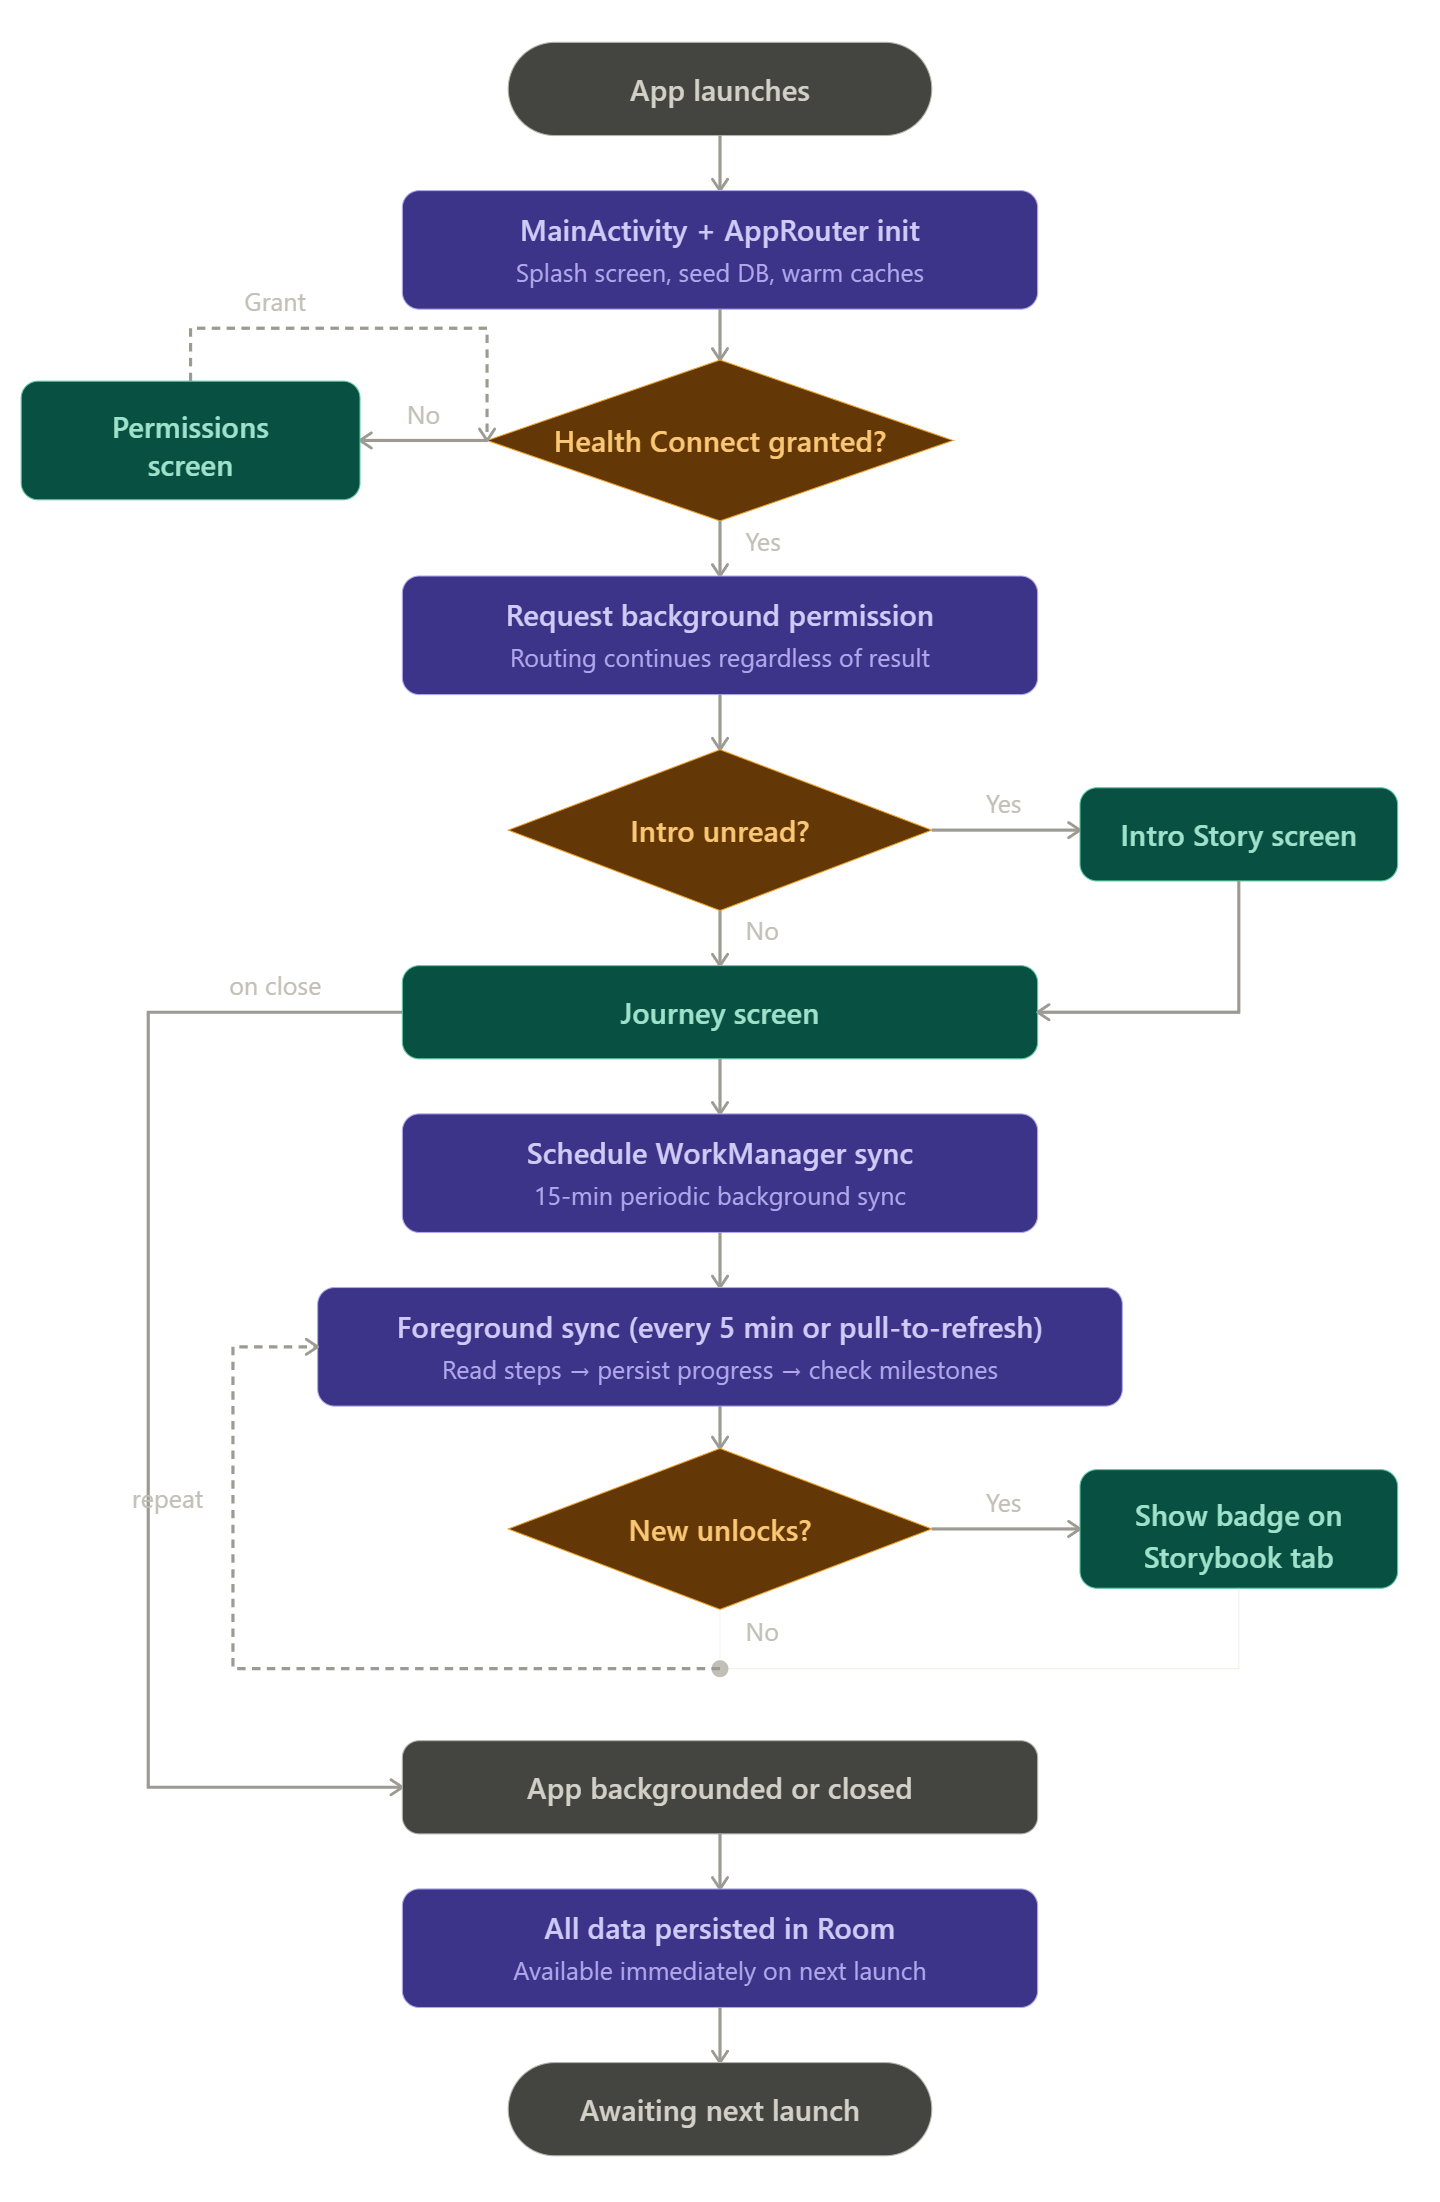 App launches
MainActivity + AppRouter init
Splash screen, seed DB, warm caches
Grant
Permissions
screen
No
Health Connect granted?
Yes
Request background permission
Routing continues regardless of result
Intro unread?
Yes
Intro Story screen
No
on close
Journey screen
Schedule WorkManager sync
15-min periodic background sync
Foreground sync (every 5 min or pull-to-refresh)
Read steps → persist progress → check milestones
repeat
New unlocks?
Yes
Show badge on
Storybook tab
No
App backgrounded or closed
All data persisted in Room
Available immediately on next launch
Awaiting next launch